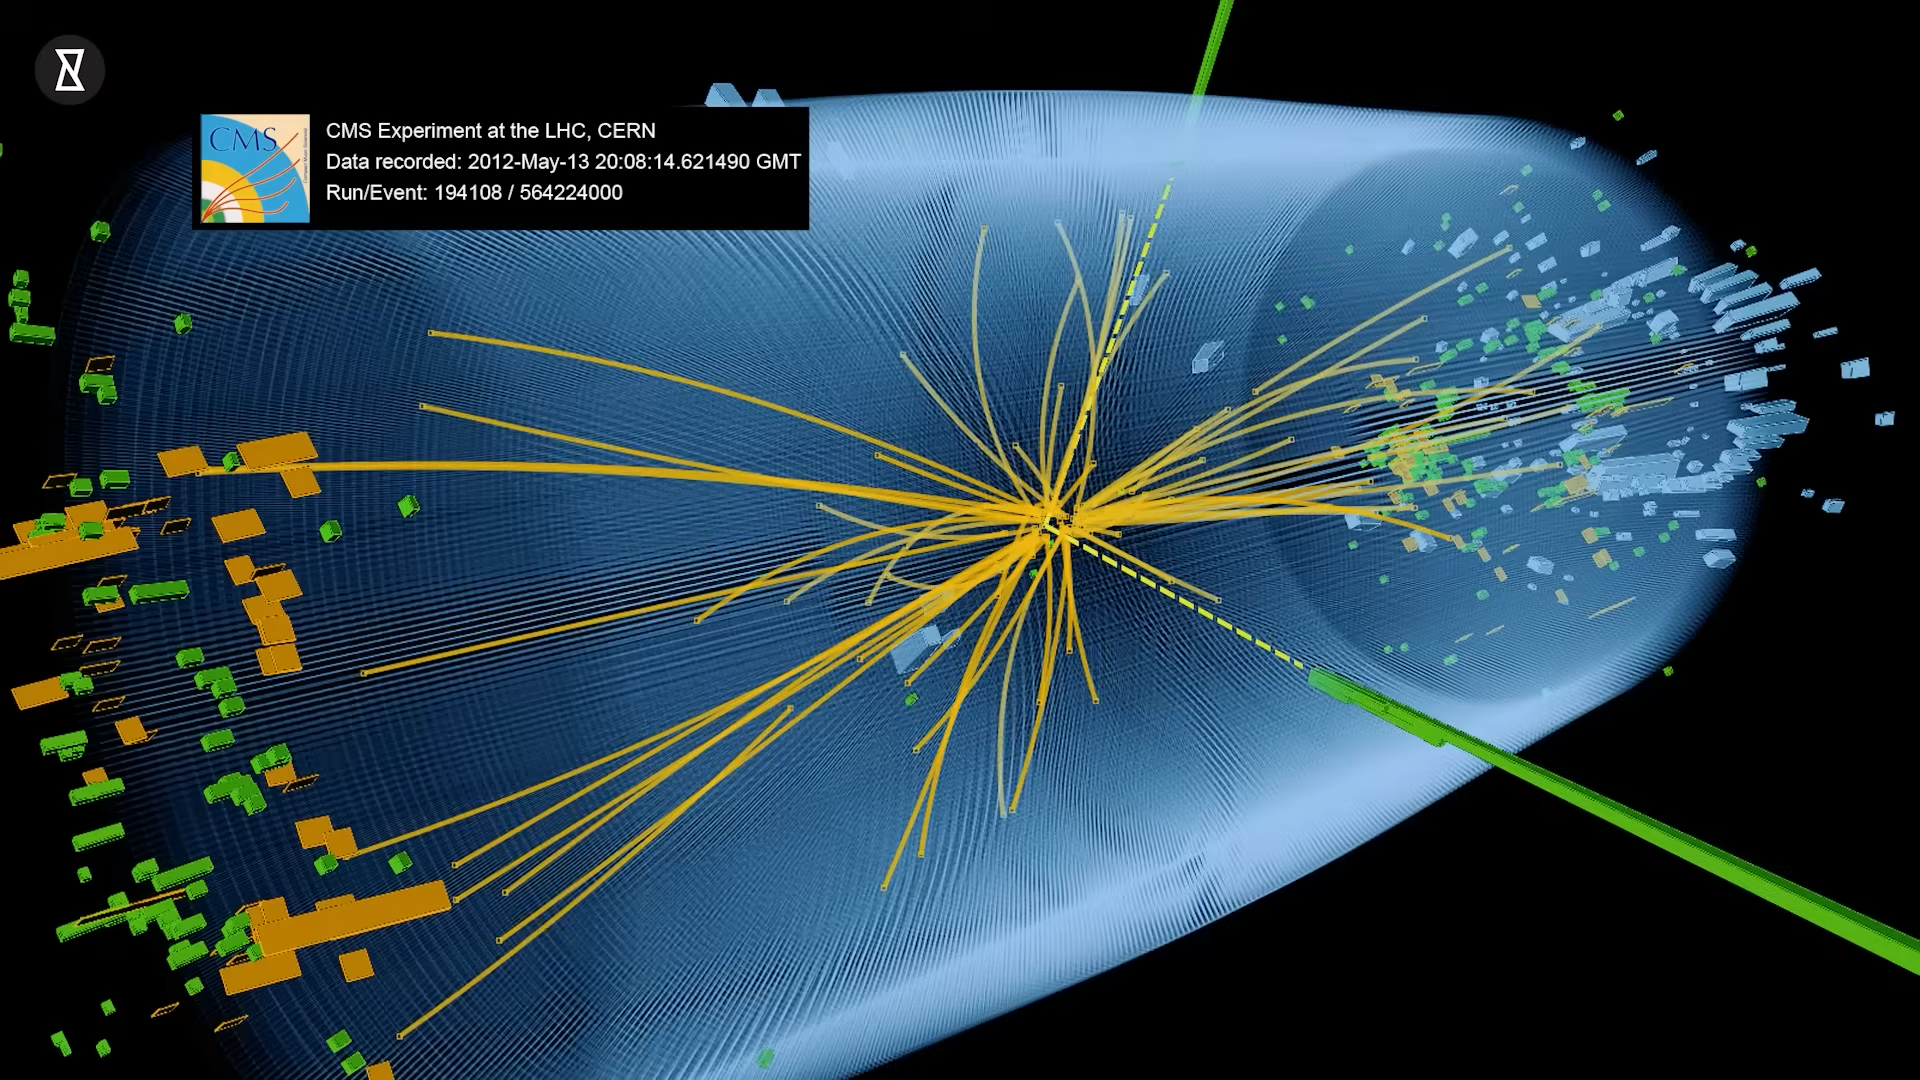 CMS
CMS Experiment at the LHC, CERN
Data recorded: 2012-May-13 20:08:14.621490 GMT
Run/Event: 194108 / 564224000